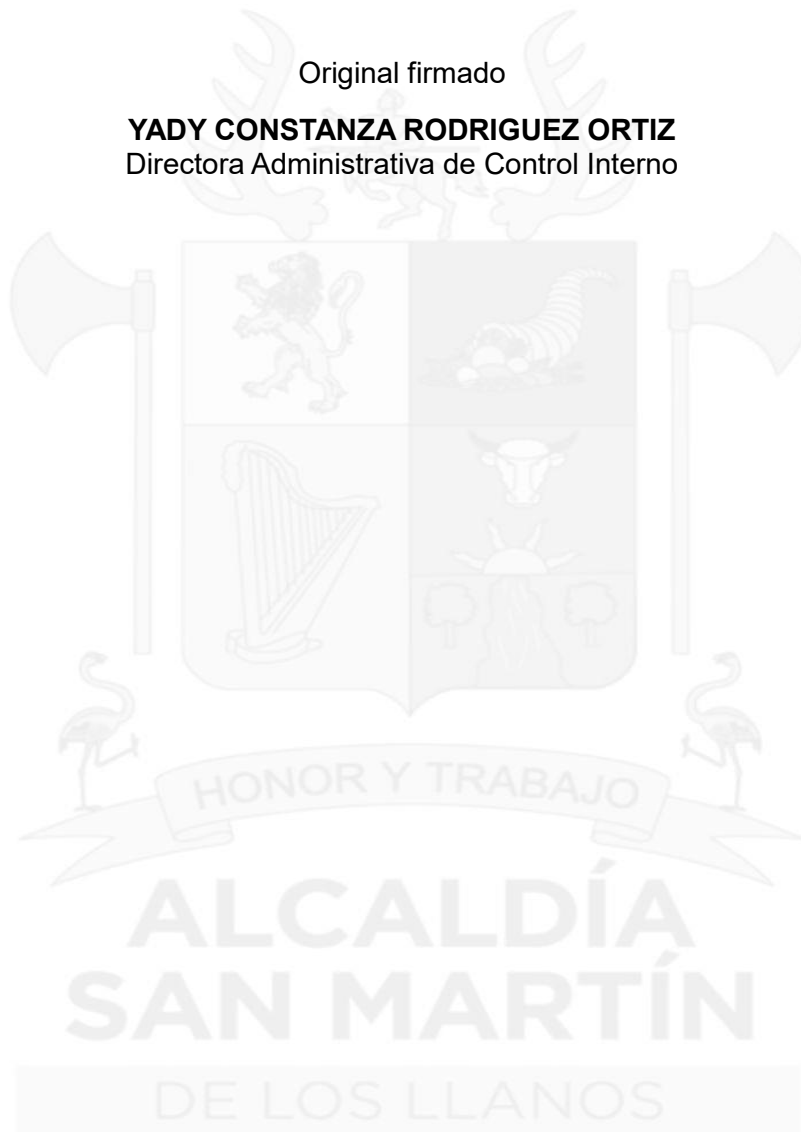 Original firmado
YADY CONSTANZA RODRIGUEZ ORTIZ
Directora Administrativa de Control Interno
HONOR Y TRABAJO
ALCALDÍA
SAN MARTÍN
DE LOS LLANOS